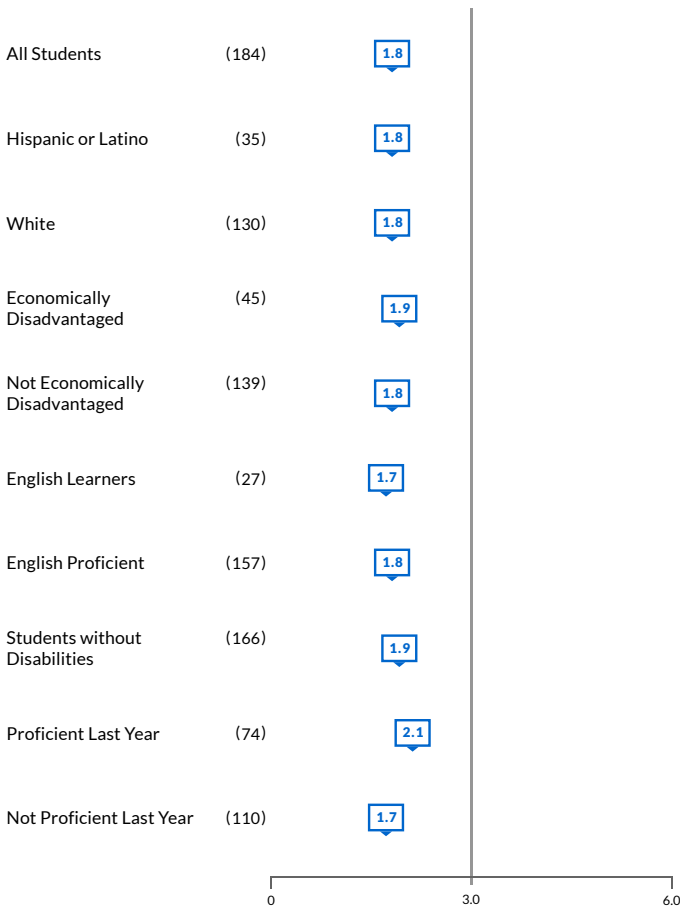 All Students (184) 1.8
Hispanic or Latino (35) 1.8
White (130) 1.8
Economically (45)
Disadvantaged 1.9
Not Economically (139)
Disadvantaged 1.8
English Learners (27) 1.7
English Proficient (157) 1.8
Students without (166)
Disabilities 1.9
Proficient Last Year (74) 2.1
Not Proficient Last Year (110) 1.7
0 3.0 6.0